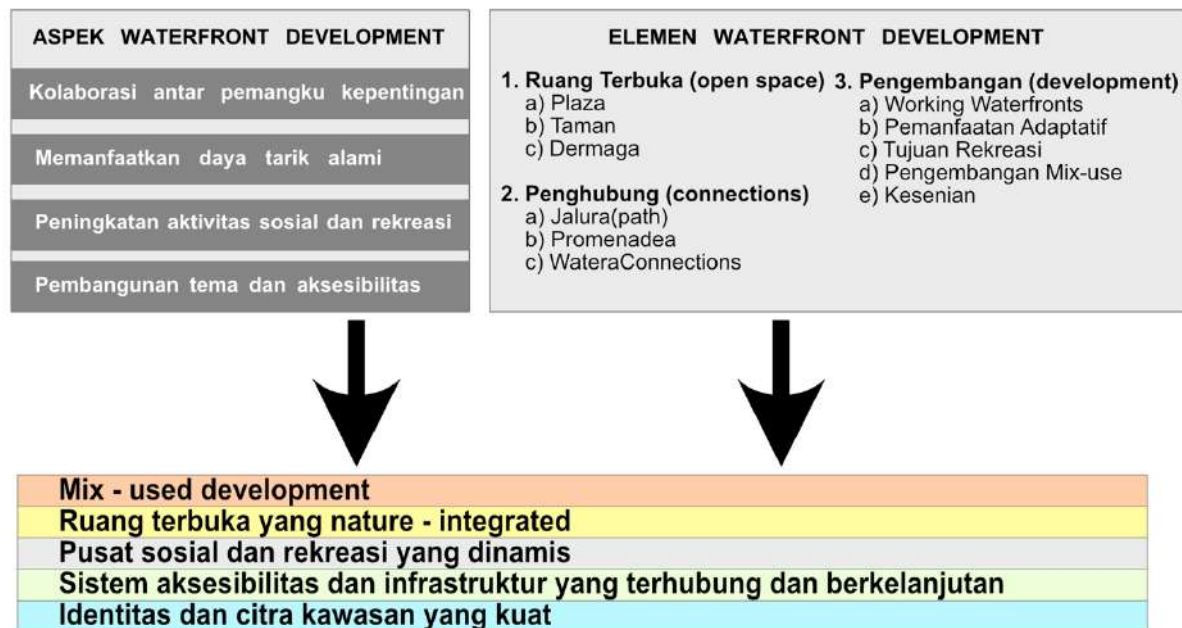 ASPEK WATERFRONT DEVELOPMENT
Kolaborasi antar pemangku kepentingan
Memanfaatkan daya tarik alami
Peningkatan aktivitas sosial dan rekreasi
Pembangunan tema dan aksesibilitas
ELEMEN WATERFRONT DEVELOPMENT
1. Ruang Terbuka (open space)
a) Plaza
b) Taman
c) Dermaga
2. Penghubung (connections)
a) Jalura(path)
b) Promenadea
c) WateraConnections
3. Pengembangan (development)
a) Working Waterfronts
b) Pemanfaatan Adaptatif
c) Tujuan Rekreasi
d) Pengembangan Mix-use
e) Kesenian
Mix - used development
Ruang terbuka yang nature - integrated
Pusat sosial dan rekreasi yang dinamis
Sistem aksesibilitas dan infrastruktur yang terhubung dan berkelanjutan
Identitas dan citra kawasan yang kuat